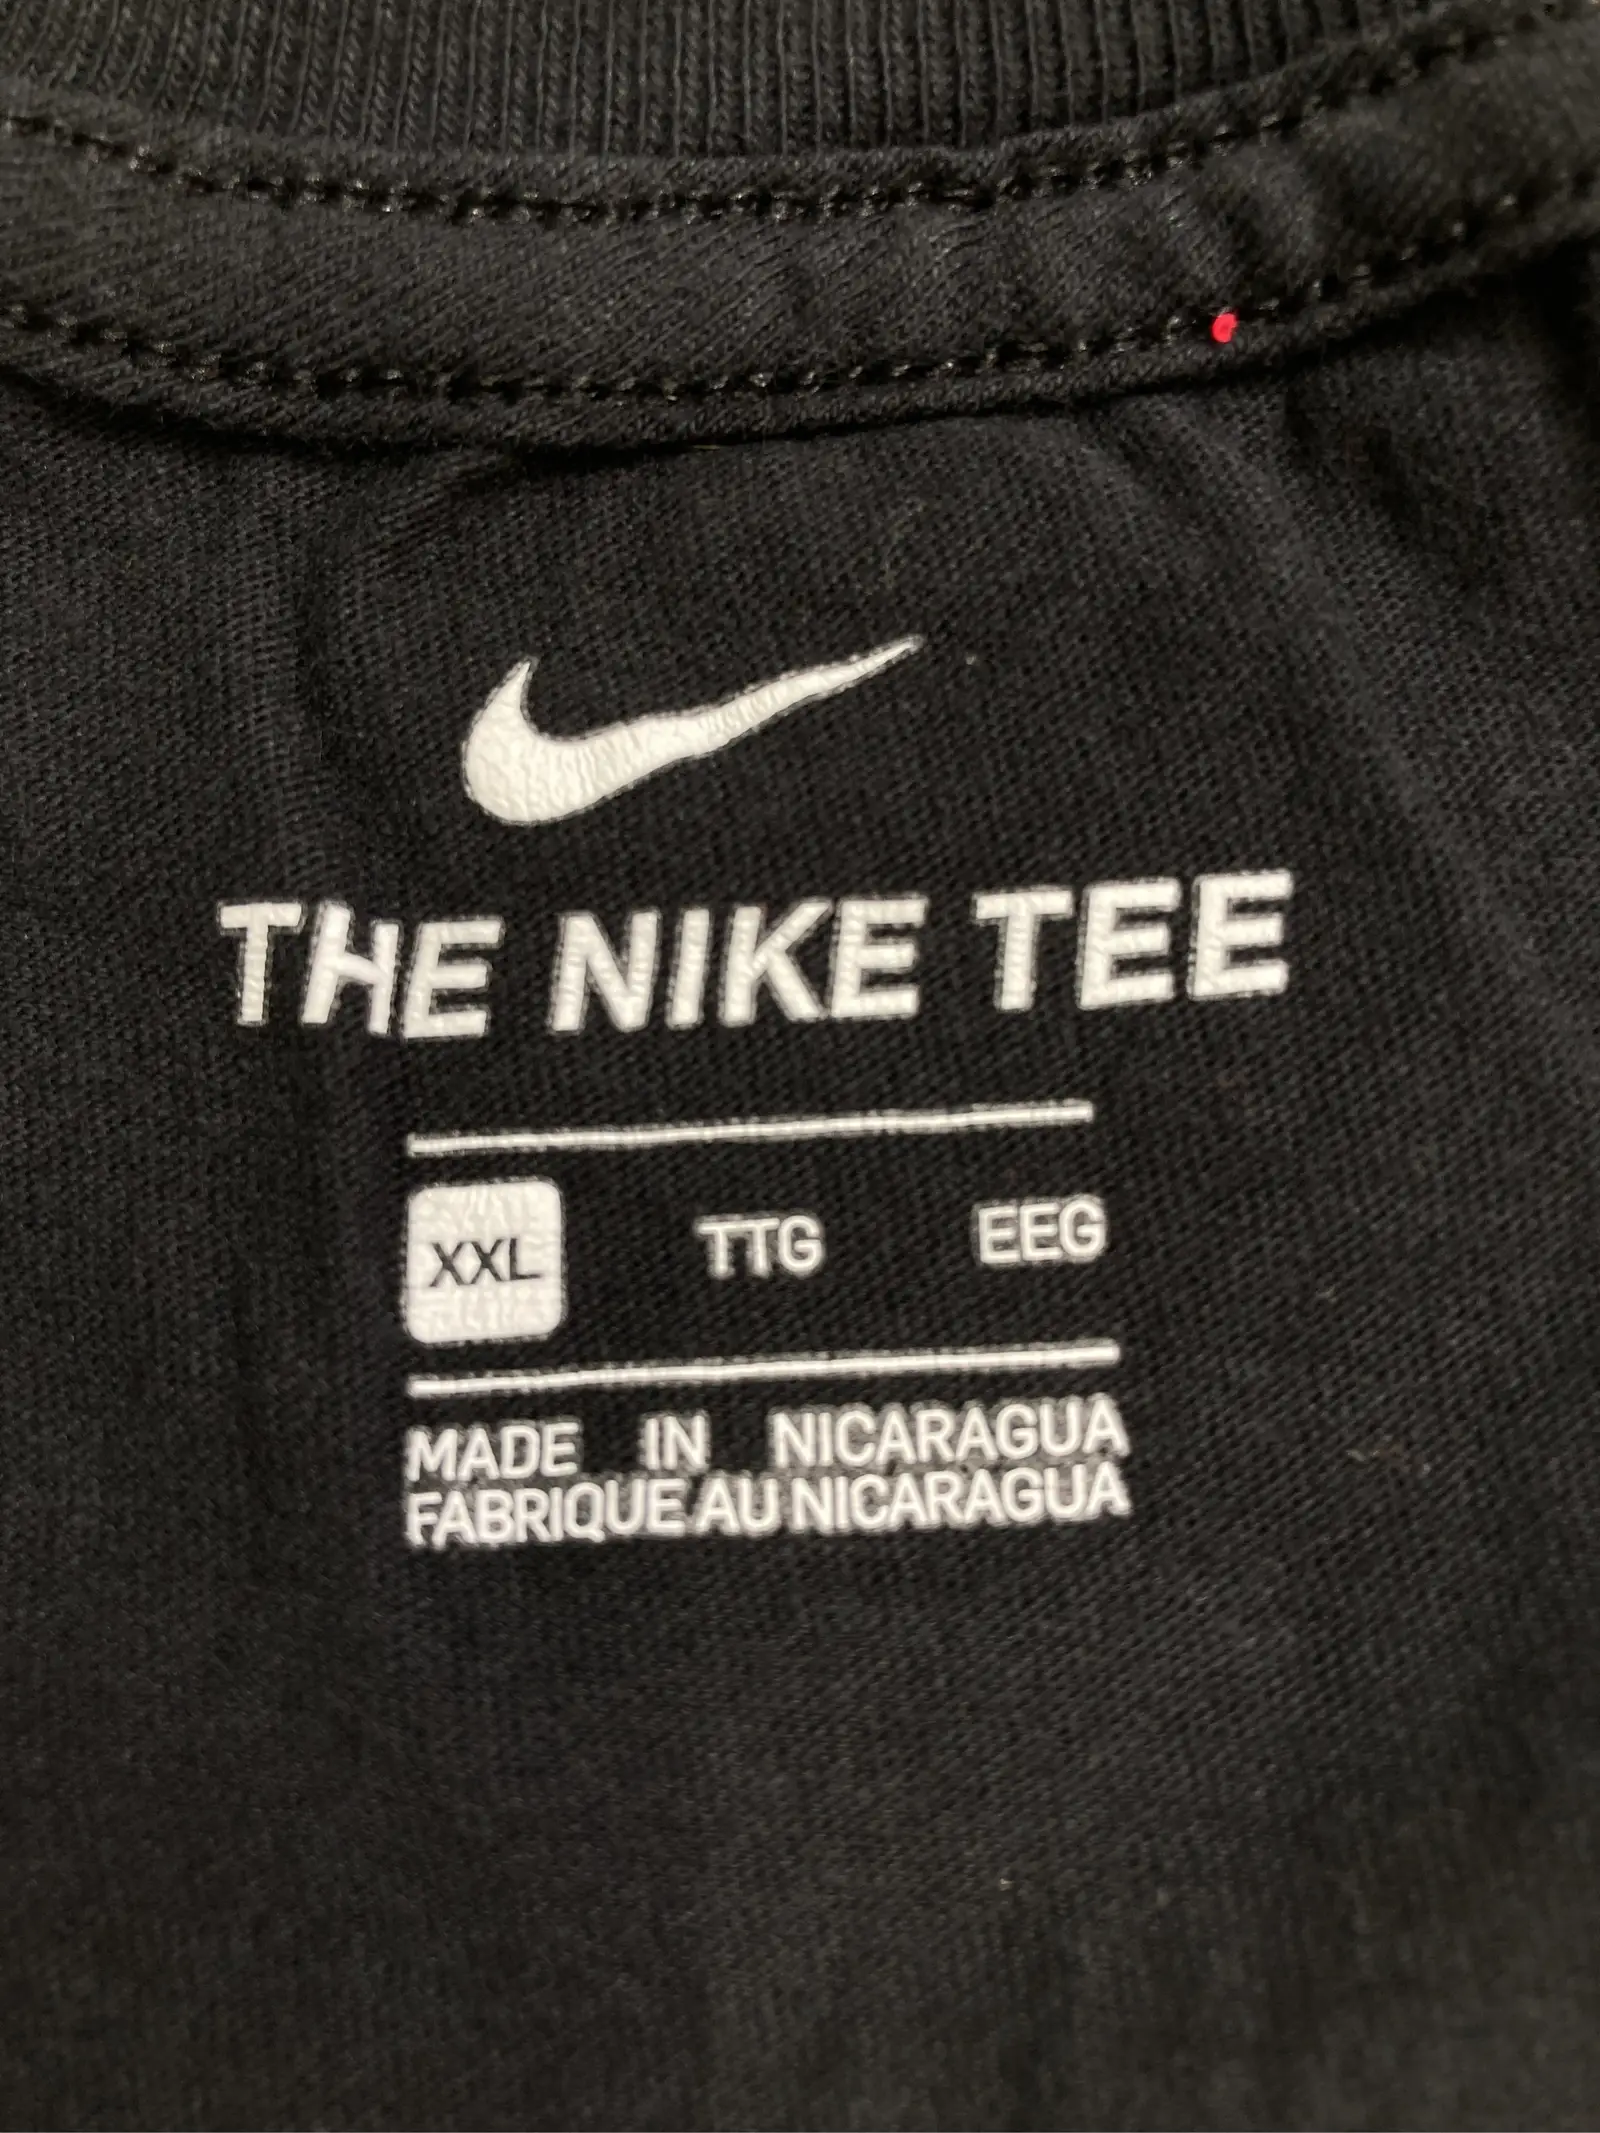 THE NIKE TEE
XXL TTG EEG
MADE IN NICARAGUA
FABRIQUE AU NICARAGUA